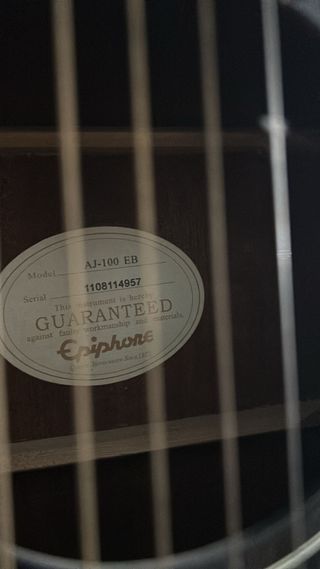 Model AJ-100 EB
Serial 1108114957
This instrument is hereby
GUARANTEED
against faulty workmanship and materials.
Epiphone